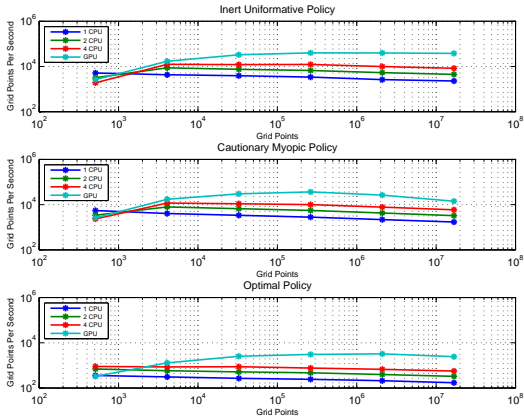 Inert Uniformative Policy
10^6
10^4
10^2
Grid Points Per Second
1 CPU
2 CPU
4 CPU
GPU
10^2 10^3 10^4 10^5 10^6 10^7 10^8
Grid Points
Cautionary Myopic Policy
10^6
10^4
10^2
Grid Points Per Second
1 CPU
2 CPU
4 CPU
GPU
10^2 10^3 10^4 10^5 10^6 10^7 10^8
Grid Points
Optimal Policy
10^6
10^4
10^2
Grid Points Per Second
1 CPU
2 CPU
4 CPU
GPU
10^2 10^3 10^4 10^5 10^6 10^7 10^8
Grid Points